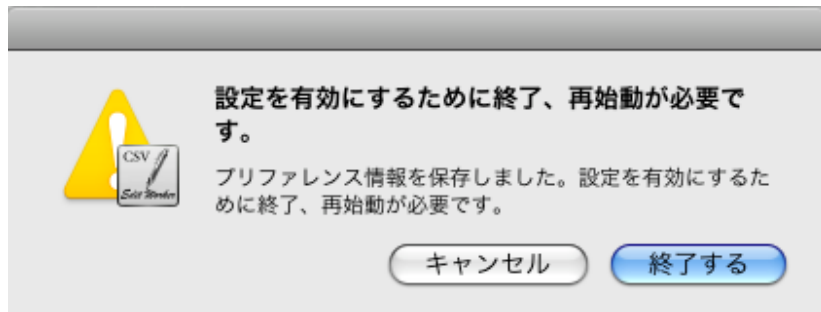 設定を有効にするために終了、再始動が必要で
す。
プリファレンス情報を保存しました。設定を有効にするた
めに終了、再始動が必要です。
CSV
Edit Worker
キャンセル
終了する